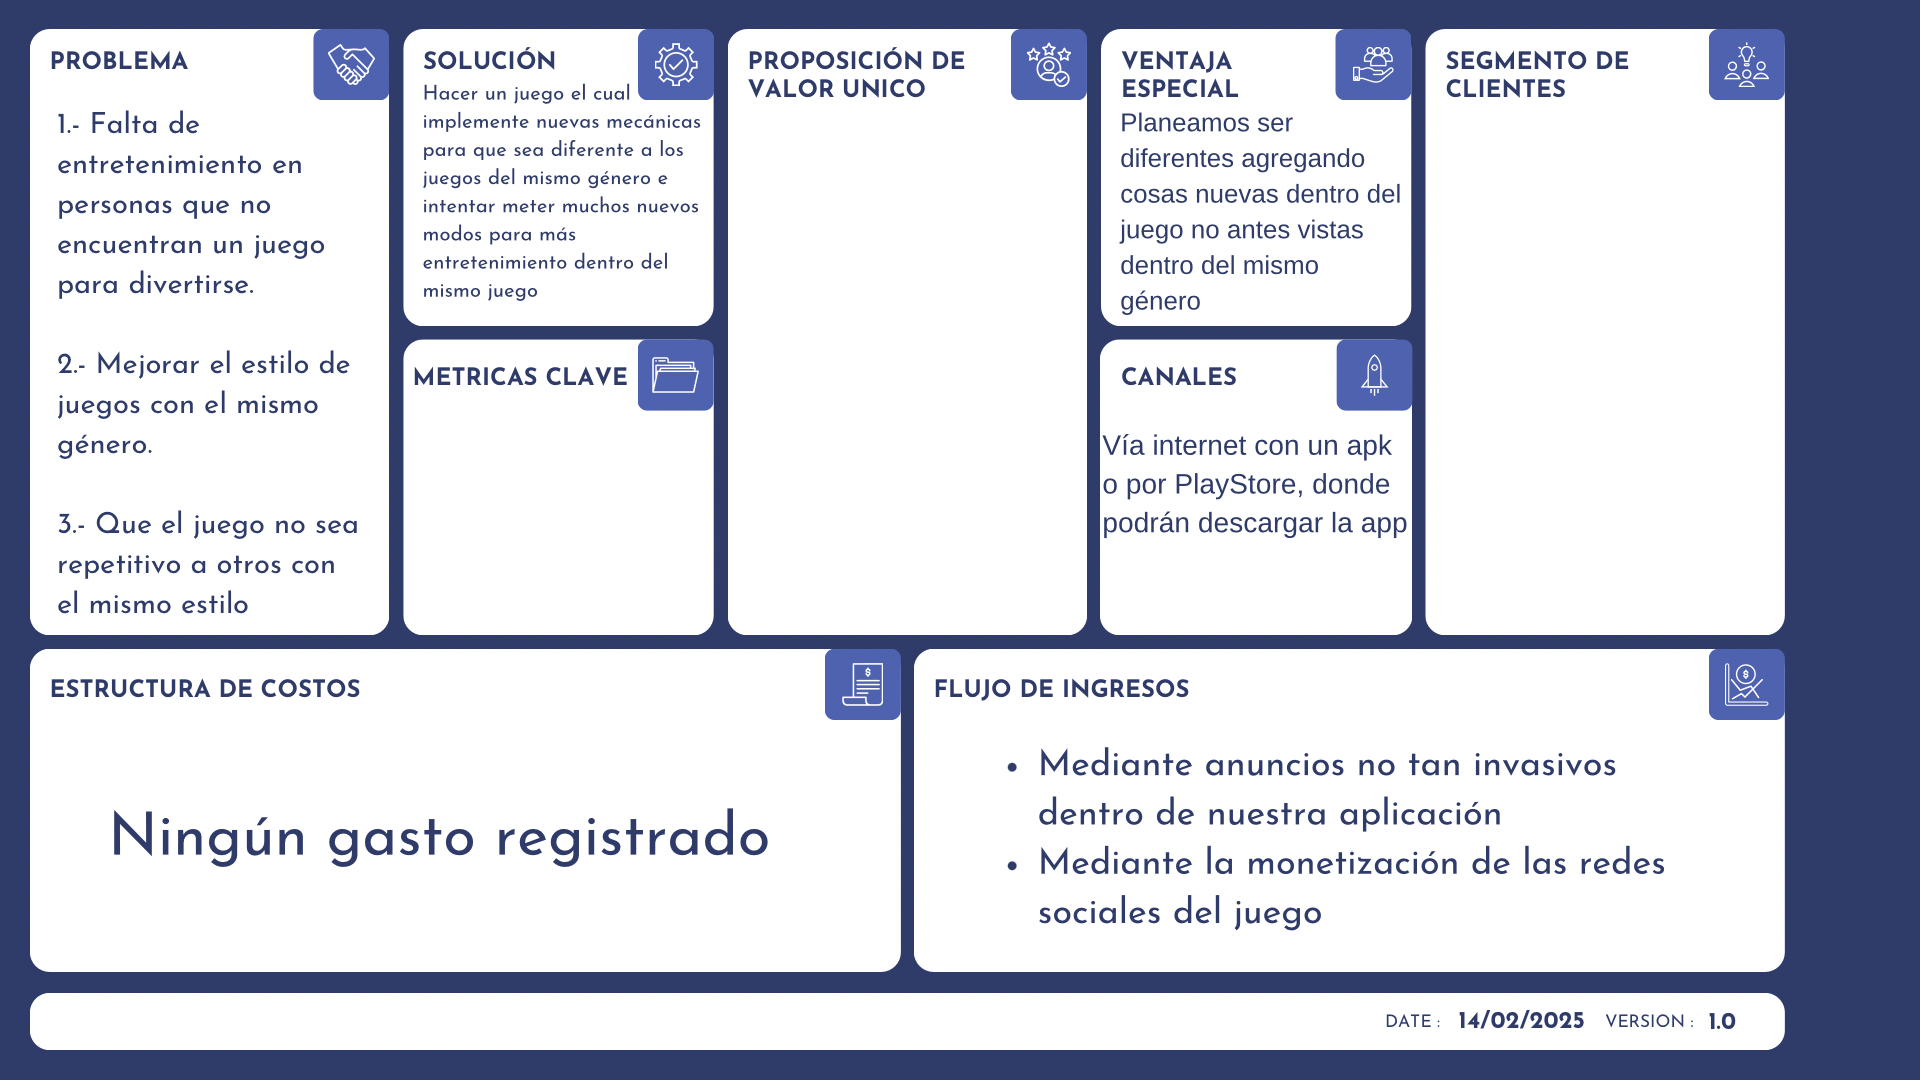 PROBLEMA
1.- Falta de
entretenimiento en
personas que no
encuentran un juego
para divertirse.
2.- Mejorar el estilo de
juegos con el mismo
género.
3.- Que el juego no sea
repetitivo a otros con
el mismo estilo
SOLUCIÓN
Hacer un juego el cual
implemente nuevas mecánicas
para que sea diferente a los
juegos del mismo género e
intentar meter muchos nuevos
modos para más
entretenimiento dentro del
mismo juego
METRICAS CLAVE
PROPOSICIÓN DE
VALOR UNICO
VENTAJA
ESPECIAL
Planeamos ser
diferentes agregando
cosas nuevas dentro del
juego no antes vistas
dentro del mismo
género
CANALES
Vía internet con un apk
o por PlayStore, donde
podrán descargar la app
SEGMENTO DE
CLIENTES
ESTRUCTURA DE COSTOS
Ningún gasto registrado
FLUJO DE INGRESOS
• Mediante anuncios no tan invasivos
dentro de nuestra aplicación
• Mediante la monetización de las redes
sociales del juego
DATE : 14/02/2025 VERSION : 1.0